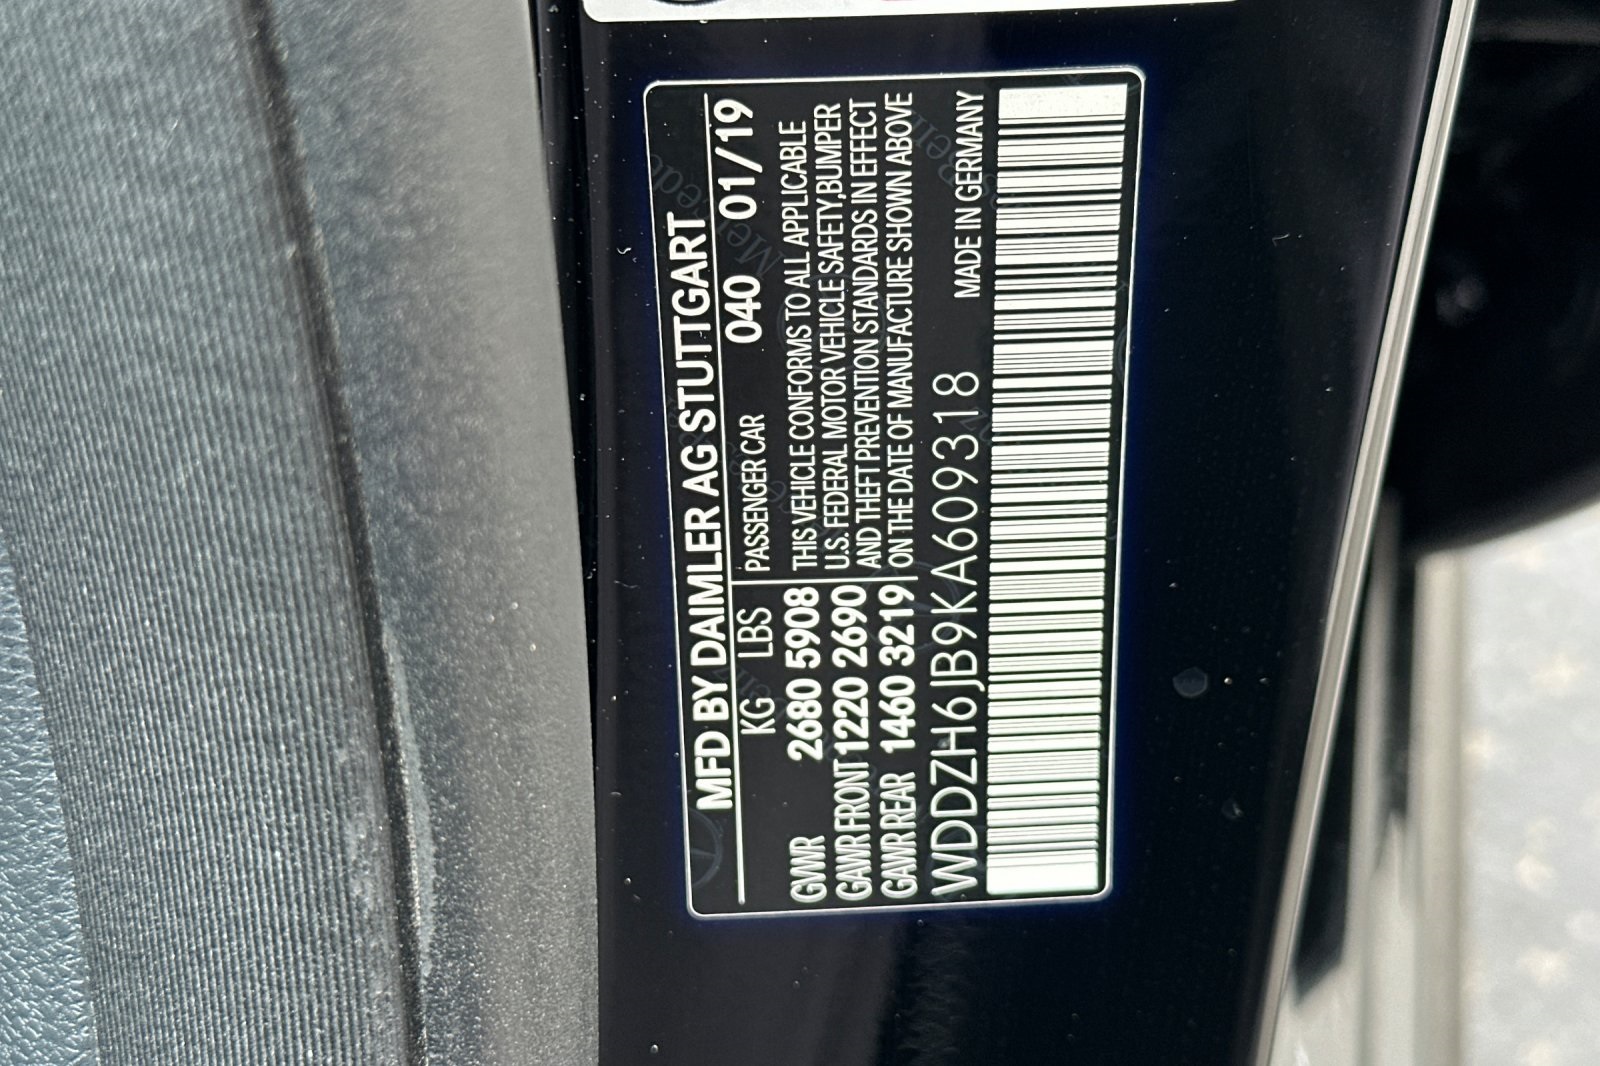 MFD BY DAIMLER AG STUTTGART
KG LBS PASSENGER CAR 040 01/19
GVWR 2680 5908 THIS VEHICLE CONFORMS TO ALL APPLICABLE
GAWR FRONT 1220 2690 U.S. FEDERAL MOTOR VEHICLE SAFETY,BUMPER
GAWR REAR 1460 3219 AND THEFT PREVENTION STANDARDS IN EFFECT
ON THE DATE OF MANUFACTURE SHOWN ABOVE
WDDZH6JB9KA609318 MADE IN GERMANY